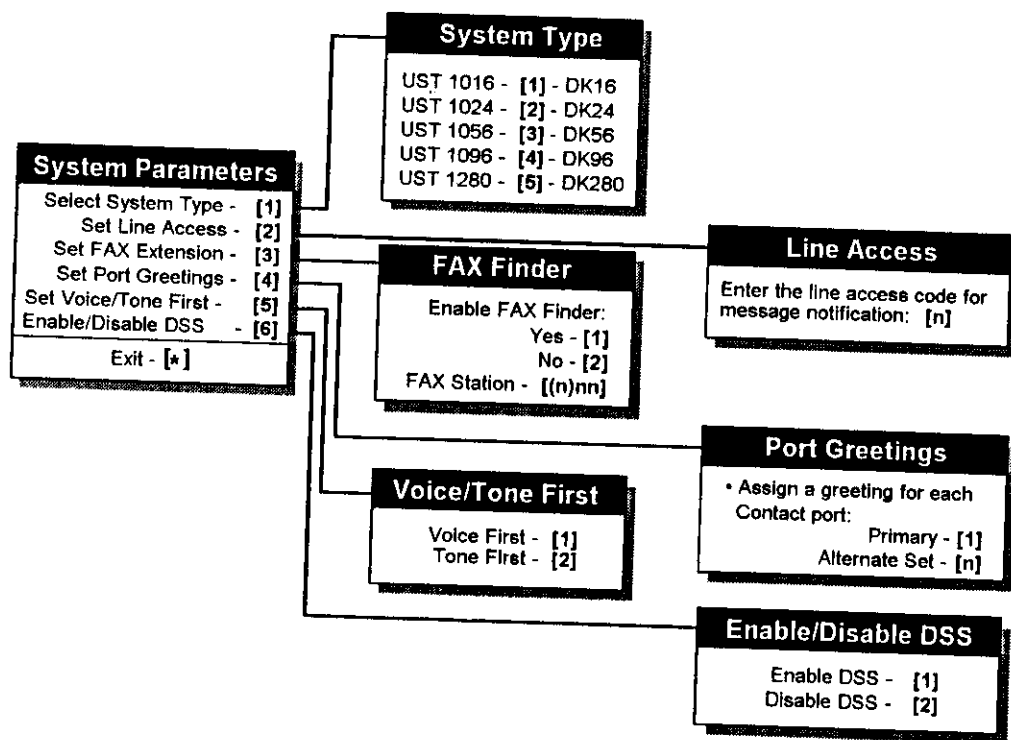 System Type
UST 1016 - [1] - DK16
UST 1024 - [2] - DK24
UST 1056 - [3] - DK56
UST 1096 - [4] - DK96
UST 1280 - [5] - DK280
System Parameters
Select System Type - [1]
Set Line Access - [2]
Set FAX Extension - [3]
Set Port Greetings - [4]
Set Voice/Tone First - [5]
Enable/Disable DSS - [6]
Exit - [*]
FAX Finder
Enable FAX Finder:
Yes - [1]
No - [2]
FAX Station - [(n)nn]
Line Access
Enter the line access code for
message notification: [n]
Port Greetings
• Assign a greeting for each
Contact port:
Primary - [1]
Alternate Set - [n]
Voice/Tone First
Voice First - [1]
Tone First - [2]
Enable/Disable DSS
Enable DSS - [1]
Disable DSS - [2]